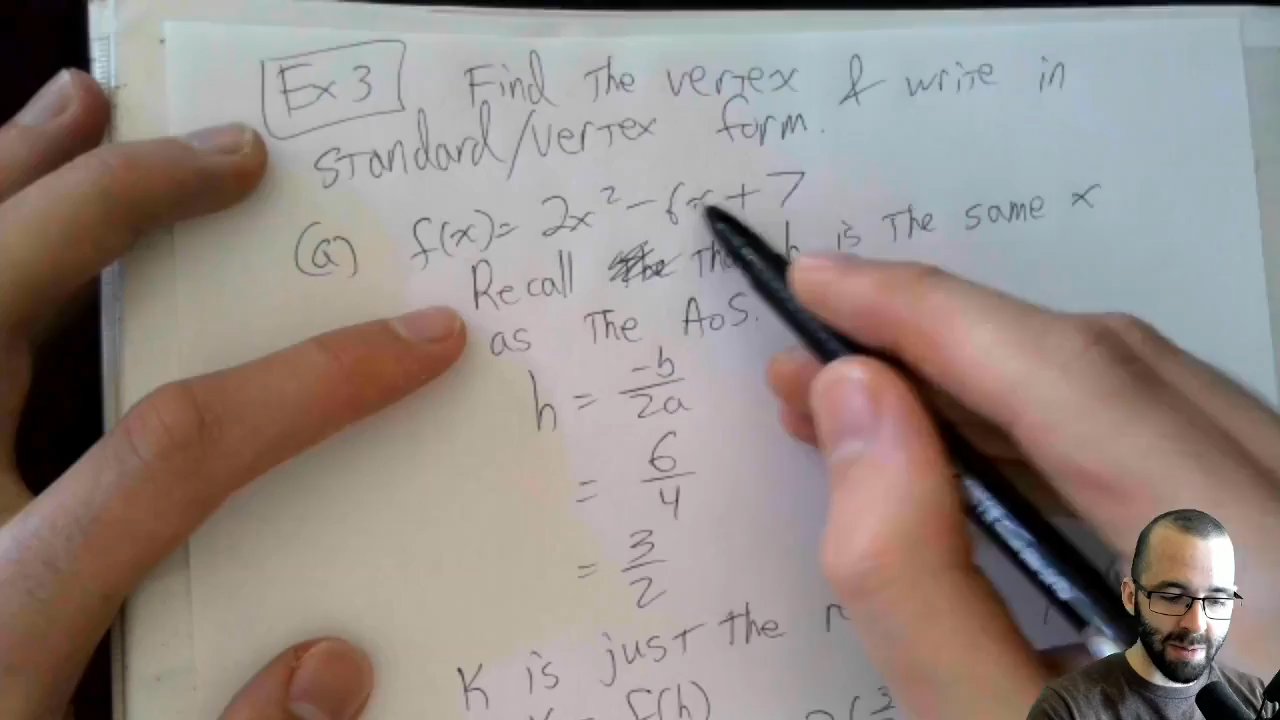 Ex 3 Find The vertex & write in
standard/vertex form.
(a) f(x) = 2x² - 6x + 7
Recall that h is The same x
as The AoS.
h = -b/2a
= 6/4
= 3/2
K is just the
f(h)